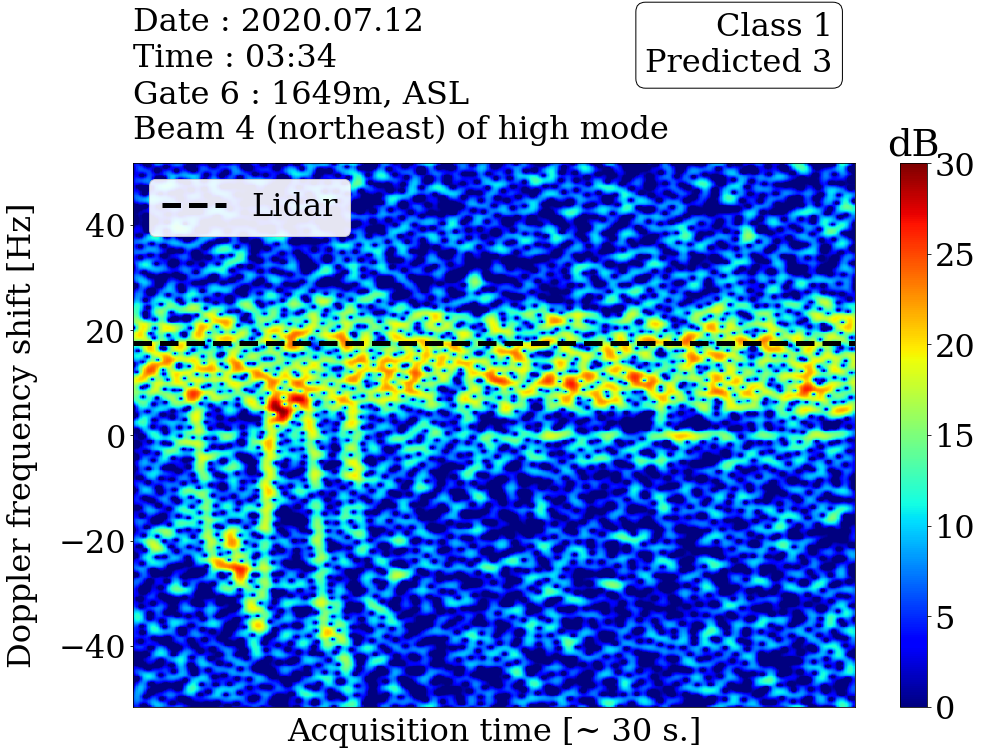 Date : 2020.07.12
Time : 03:34
Gate 6 : 1649m, ASL
Beam 4 (northeast) of high mode
Class 1
Predicted 3
dB
Lidar
Doppler frequency shift [Hz]
40
20
0
−20
−40
Acquisition time [~ 30 s.]
30
25
20
15
10
5
0